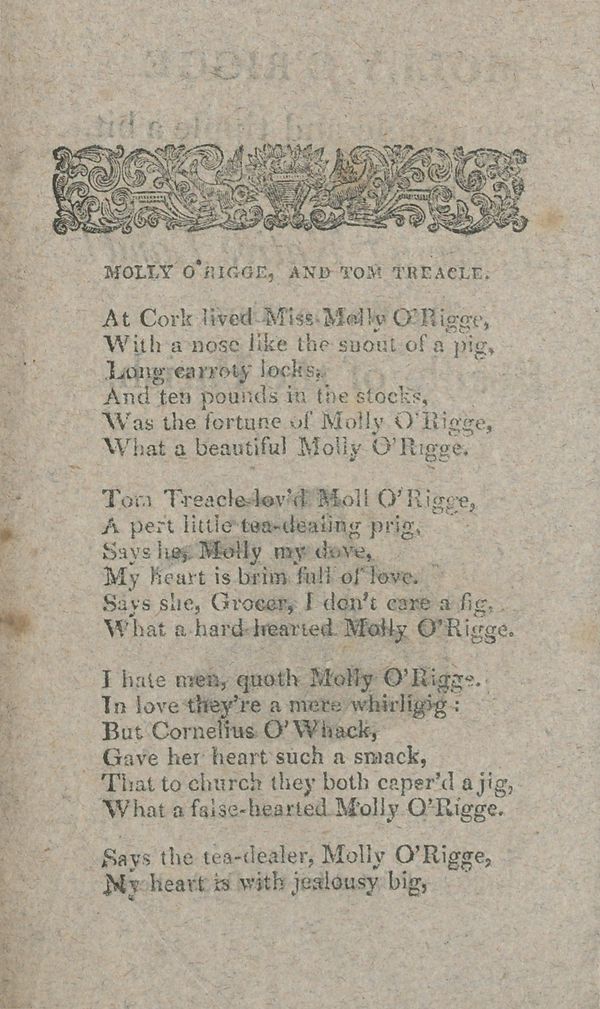 MOLLY O'RIGGE, AND TOM TREACLE.
At Cork lived Miss Molly O'Rigge,
With a nose like the snout of a pig,
Long carroty locks,
And ten pounds in the stocks,
Was the fortune of Molly O'Rigge,
What a beautiful Molly O'Rigge.
Tom Treacle lov'd Moll O'Rigge,
A pert little tea-dealing prig,
Says he, Molly my dove,
My heart is brim full of love.
Says she, Grocer, I don't care a fig,
What a hard hearted Molly O'Rigge.
I hate men, quoth Molly O'Rigge.
In love they're a mere whirligig:
But Cornelius O'Whack,
Gave her heart such a smack,
That to church they both caper'd a jig,
What a false-hearted Molly O'Rigge.
Says the tea-dealer, Molly O'Rigge,
My heart is with jealousy big,